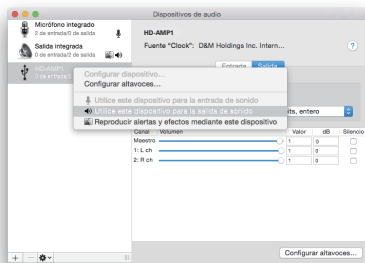 Dispositivos de audio
Micrófono integrado
2 de entrada/0 de salida
Salida integrada
0 de entrada/2 de salida
HD-AMP1
HD-AMP1
Fuente “Clock”: D&M Holdings Inc. Intern...
?
Entrada Salida
Configurar dispositivo...
Configurar altavoces...
Utilice este dispositivo para la entrada de sonido
Utilice este dispositivo para la salida de sonido
Reproducir alertas y efectos mediante este dispositivo
entero
Canal Volumen Valor dB Silencio
Maestro 1 0
1: L ch 1 0
2: R ch 1 0
Configurar altavoces...